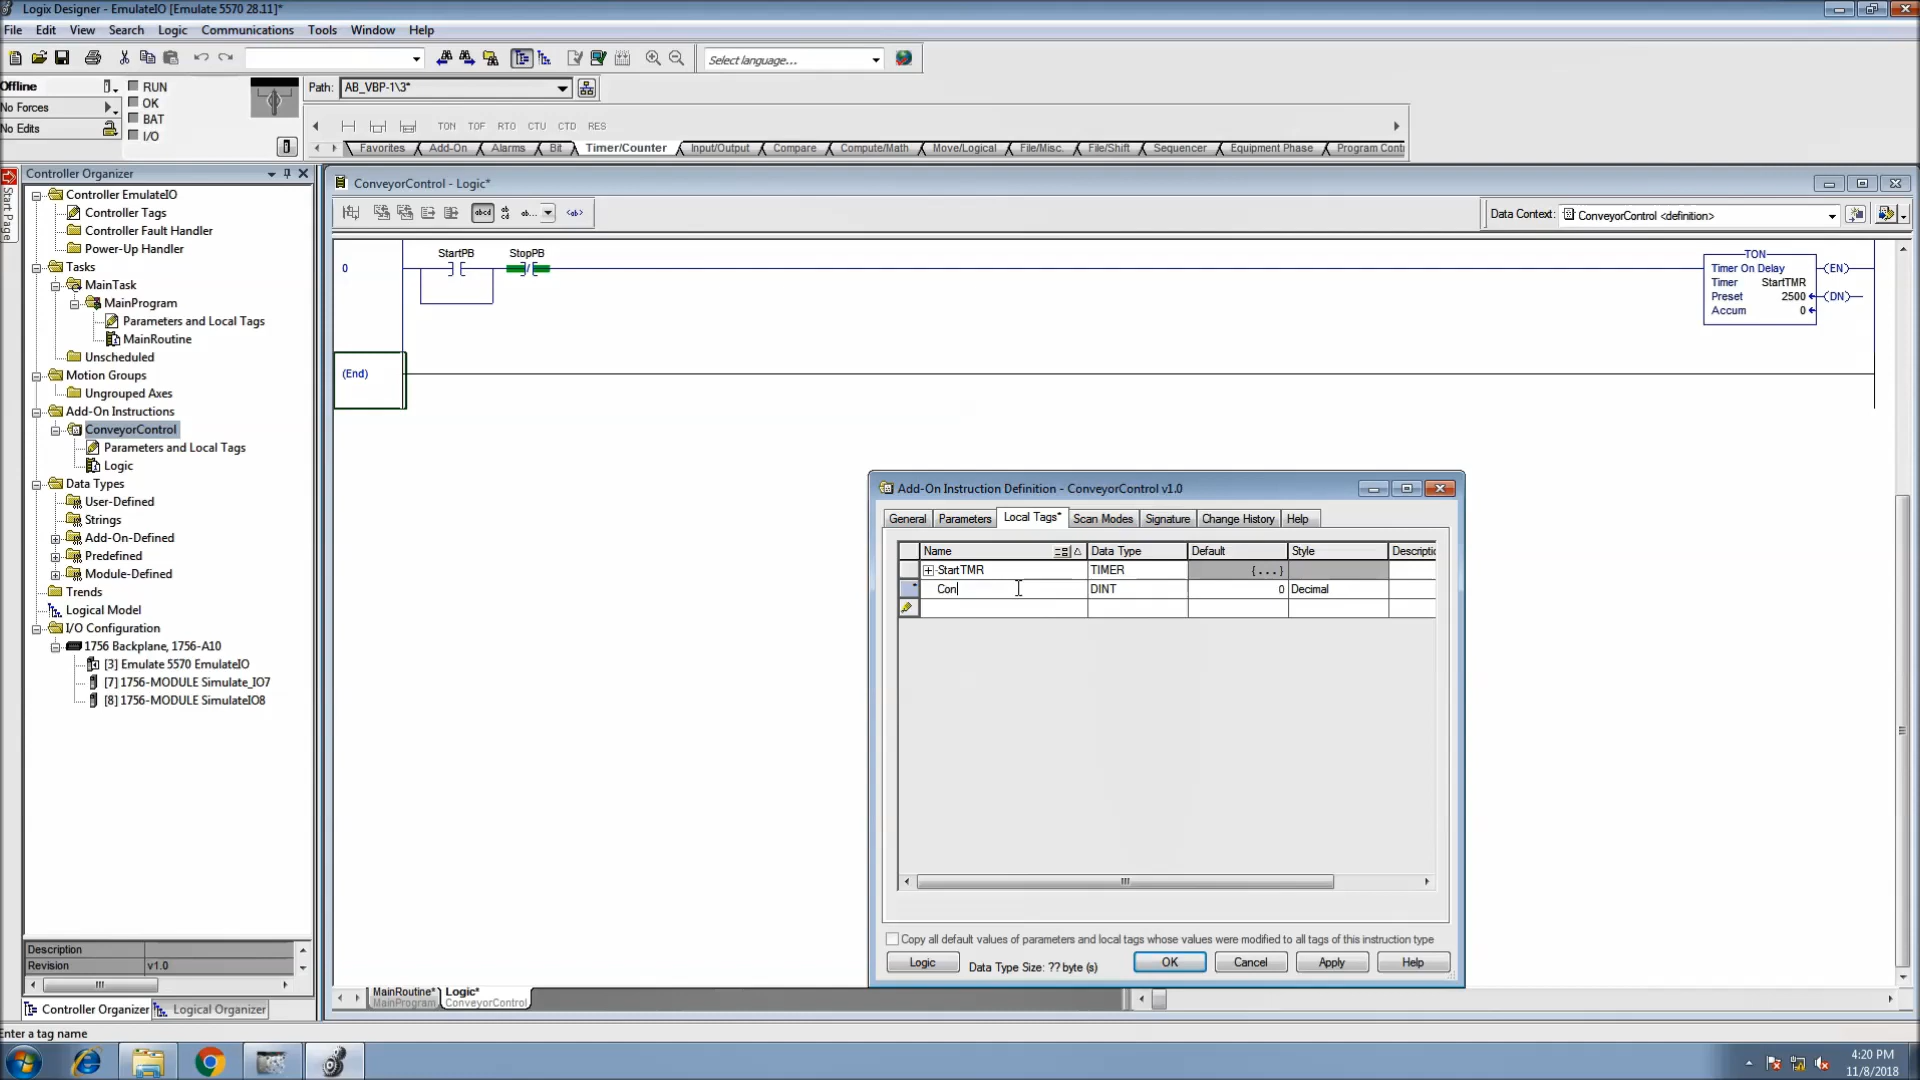 Logix Designer - EmulateIO [Emulate 5570 28.11]*
File Edit View Search Logic Communications Tools Window Help
Select language...
Offline
RUN
No Forces
OK
No Edits
BAT
I/O
Path: AB_VBP-1\3*
TON TOF RTO CTU CTD RES
Favorites Add-On Alarms Bit Timer/Counter Input/Output Compare Compute/Math Move/Logical File/Misc. File/Shift Sequencer Equipment Phase Program Cont
Start Page
Controller Organizer
Controller EmulateIO
Controller Tags
Controller Fault Handler
Power-Up Handler
Tasks
MainTask
MainProgram
Parameters and Local Tags
MainRoutine
Unscheduled
Motion Groups
Ungrouped Axes
Add-On Instructions
ConveyorControl
Parameters and Local Tags
Logic
Data Types
User-Defined
Strings
Add-On-Defined
Predefined
Module-Defined
Trends
Logical Model
I/O Configuration
1756 Backplane, 1756-A10
[3] Emulate 5570 EmulateIO
[7] 1756-MODULE Simulate_IO7
[8] 1756-MODULE SimulateIO8
Description
Revision v1.0
Controller Organizer Logical Organizer
ConveyorControl - Logic*
abcd ab cd ab... <ab>
Data Context: ConveyorControl <definition>
0
StartPB StopPB
TON
Timer On Delay
Timer StartTMR
Preset 2500
Accum 0
EN
DN
(End)
Add-On Instruction Definition - ConveyorControl v1.0
General Parameters Local Tags* Scan Modes Signature Change History Help
Name Data Type Default Style Descriptio
StartTMR TIMER {...}
Con DINT 0 Decimal
Copy all default values of parameters and local tags whose values were modified to all tags of this instruction type
Logic Data Type Size: ?? byte (s) OK Cancel Apply Help
MainRoutine*
MainProgram
Logic*
ConveyorControl
Enter a tag name
4:20 PM
11/8/2018